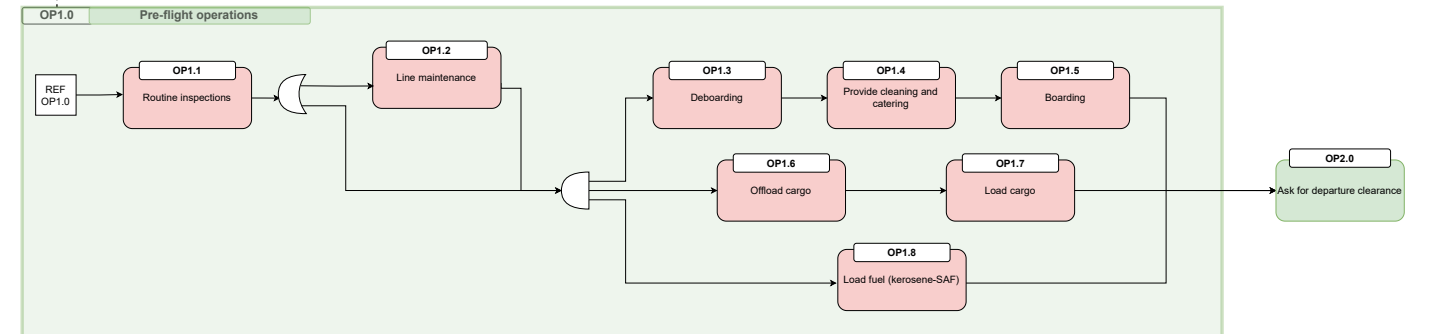 OP1.0
Pre-flight operations
REF
OP1.0
OP1.1
Routine inspections
OP1.2
Line maintenance
OP1.3
Deboarding
OP1.4
Provide cleaning and
catering
OP1.5
Boarding
OP1.6
Offload cargo
OP1.7
Load cargo
OP1.8
Load fuel (kerosene-SAF)
OP2.0
Ask for departure clearance